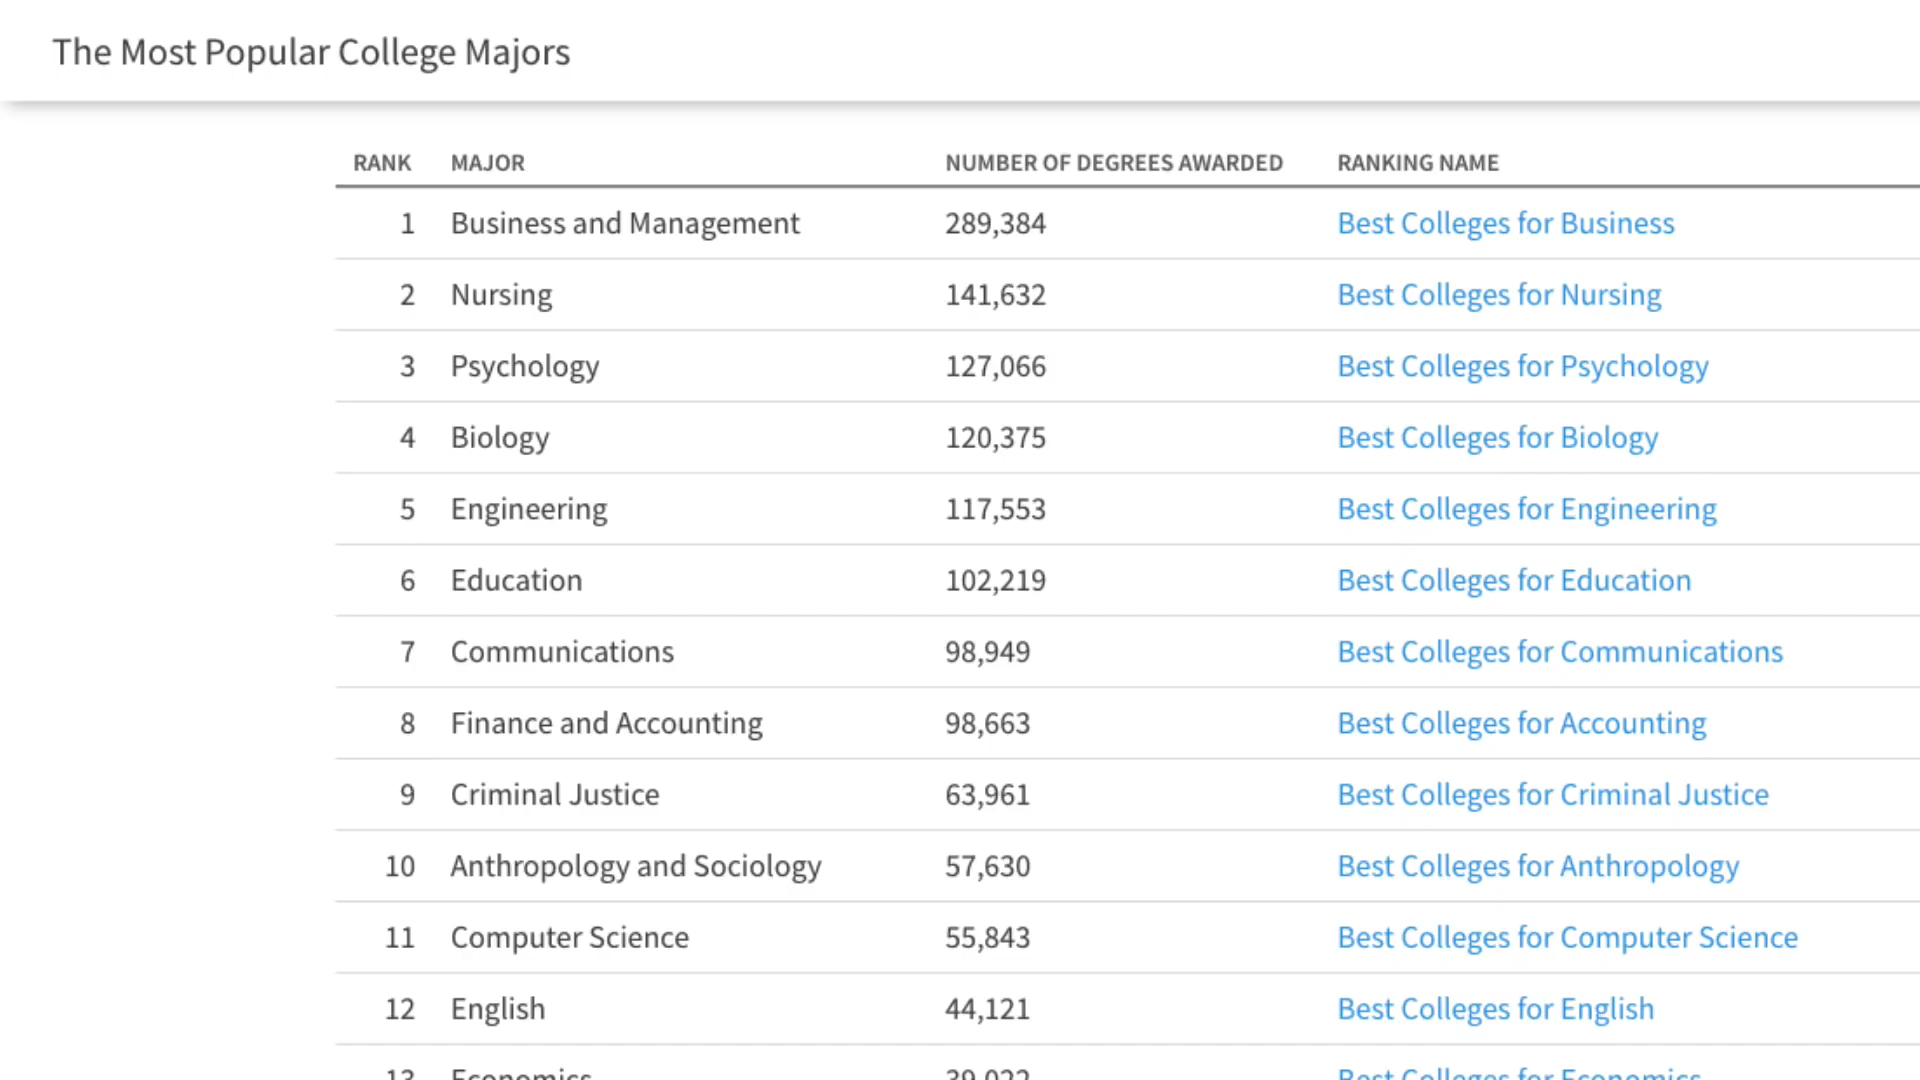 The Most Popular College Majors
RANK MAJOR NUMBER OF DEGREES AWARDED RANKING NAME
1 Business and Management 289,384 Best Colleges for Business
2 Nursing 141,632 Best Colleges for Nursing
3 Psychology 127,066 Best Colleges for Psychology
4 Biology 120,375 Best Colleges for Biology
5 Engineering 117,553 Best Colleges for Engineering
6 Education 102,219 Best Colleges for Education
7 Communications 98,949 Best Colleges for Communications
8 Finance and Accounting 98,663 Best Colleges for Accounting
9 Criminal Justice 63,961 Best Colleges for Criminal Justice
10 Anthropology and Sociology 57,630 Best Colleges for Anthropology
11 Computer Science 55,843 Best Colleges for Computer Science
12 English 44,121 Best Colleges for English
13 Economics Best Colleges for Economics